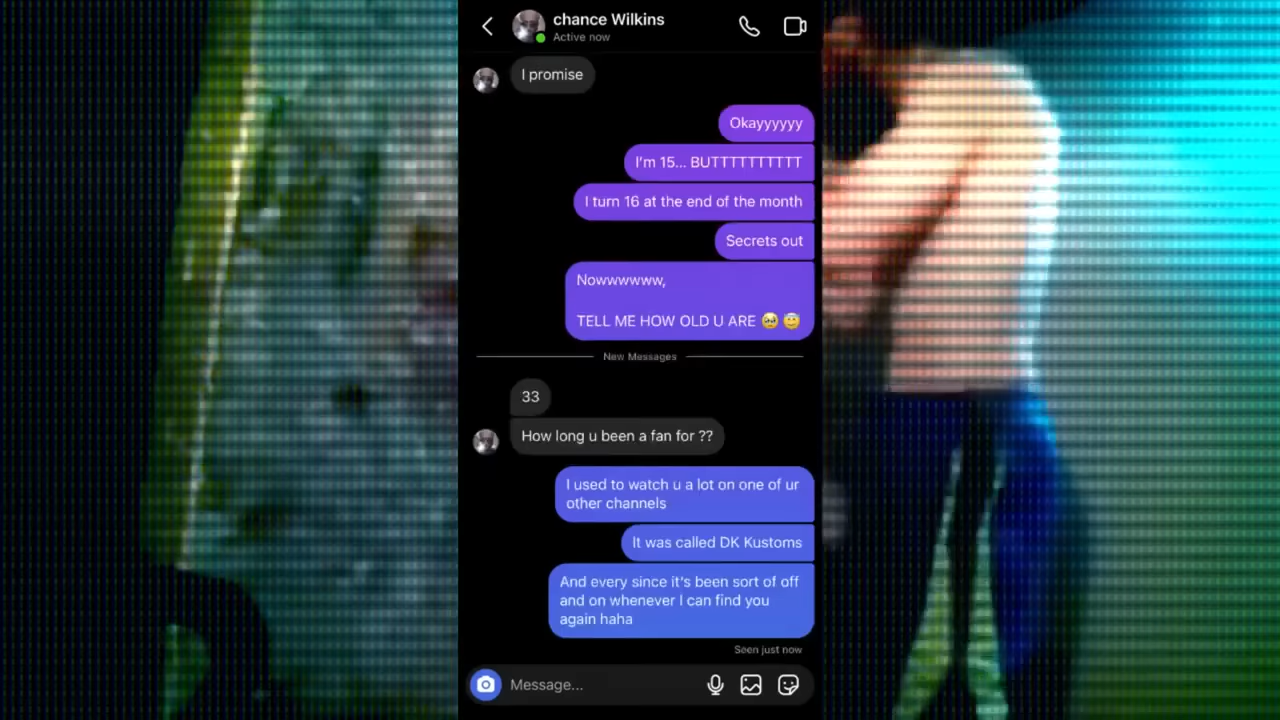 chance Wilkins
Active now
I promise
Okayyyyyy
I'm 15... BUTTTTTTTTTT
I turn 16 at the end of the month
Secrets out
Nowwwwww,
TELL ME HOW OLD U ARE 🥺 😇
New Messages
33
How long u been a fan for ??
I used to watch u a lot on one of ur
other channels
It was called DK Kustoms
And every since it's been sort of off
and on whenever I can find you
again haha
Seen just now
Message...